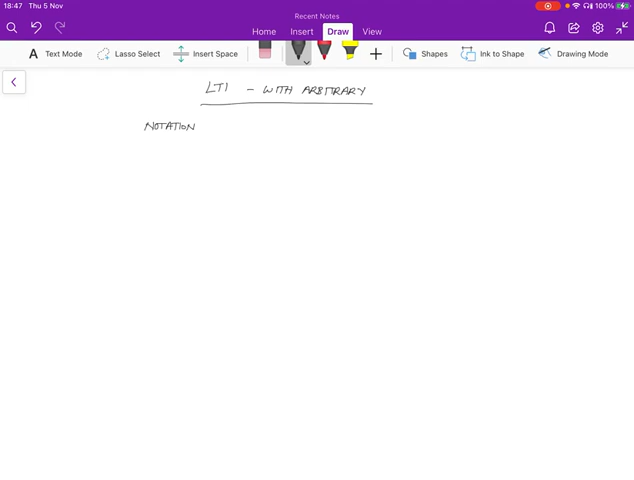 18:47 Thu 5 Nov
100%
Recent Notes
Home Insert Draw View
A Text Mode Lasso Select Insert Space Shapes Ink to Shape Drawing Mode
LTI - WITH ARBITRARY
NOTATION